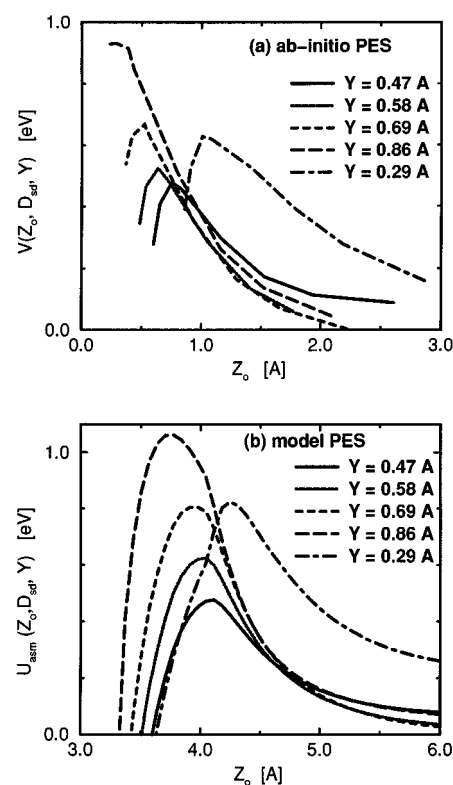 1.0
(a) ab-initio PES
Y = 0.47 A
Y = 0.58 A
Y = 0.69 A
Y = 0.86 A
Y = 0.29 A
V(Zo, Dsd, Y) [eV]
0.0
0.0 1.0 2.0 3.0
Zo [A]
1.0
(b) model PES
Y = 0.47 A
Y = 0.58 A
Y = 0.69 A
Y = 0.86 A
Y = 0.29 A
Uasm (Zo,Dsd, Y) [eV]
0.0
3.0 4.0 5.0 6.0
Zo [A]